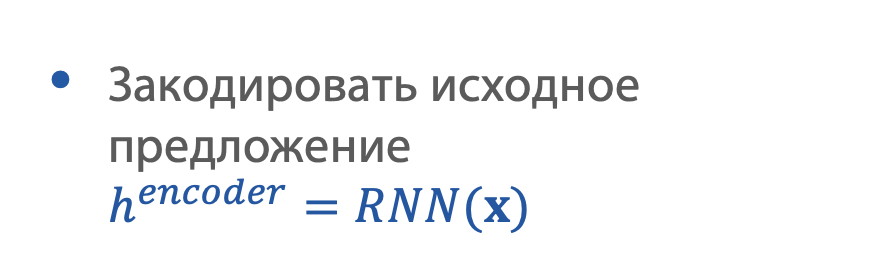 • Закодировать исходное
предложение
h^{encoder} = RNN(x)